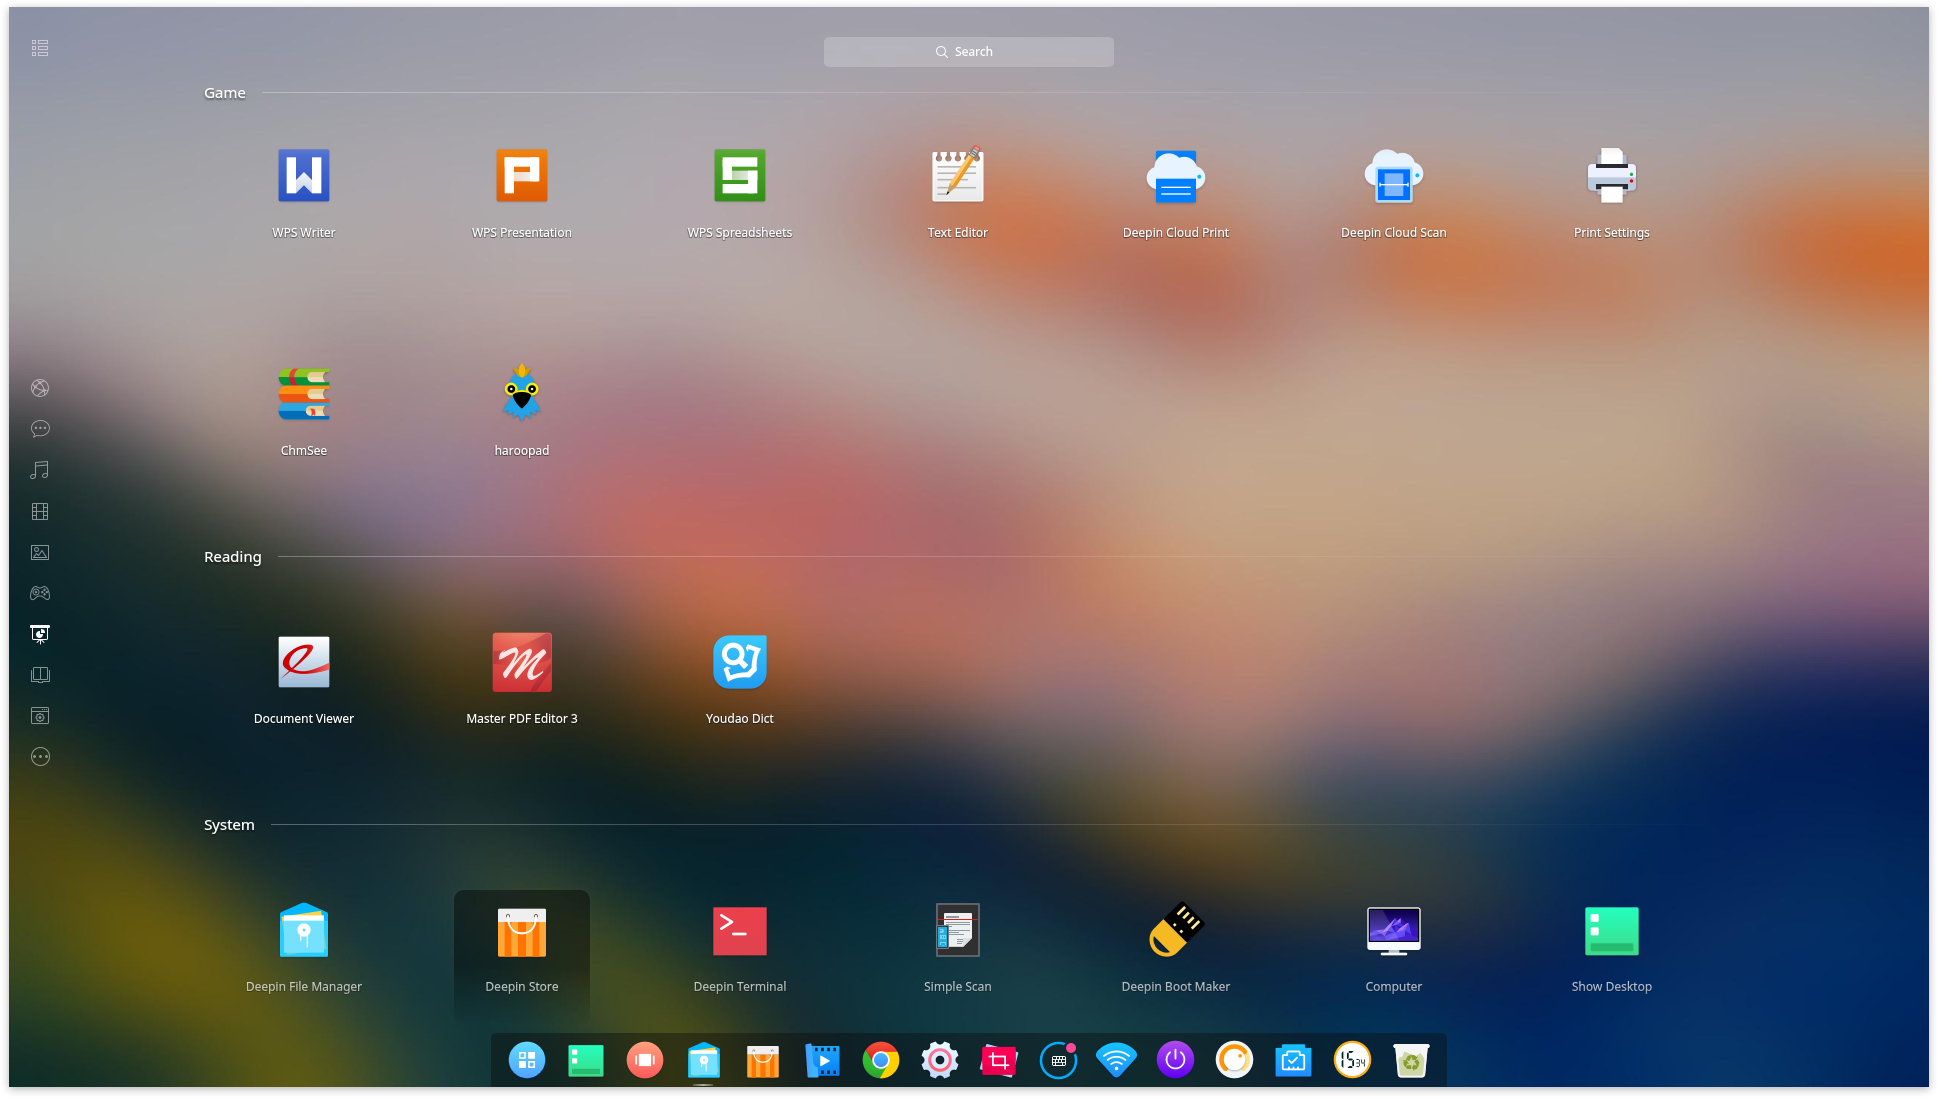 Search
Game
WPS Writer
WPS Presentation
WPS Spreadsheets
Text Editor
Deepin Cloud Print
Deepin Cloud Scan
Print Settings
ChmSee
haroopad
Reading
Document Viewer
Master PDF Editor 3
Youdao Dict
System
Deepin File Manager
Deepin Store
Deepin Terminal
Simple Scan
Deepin Boot Maker
Computer
Show Desktop
15 34